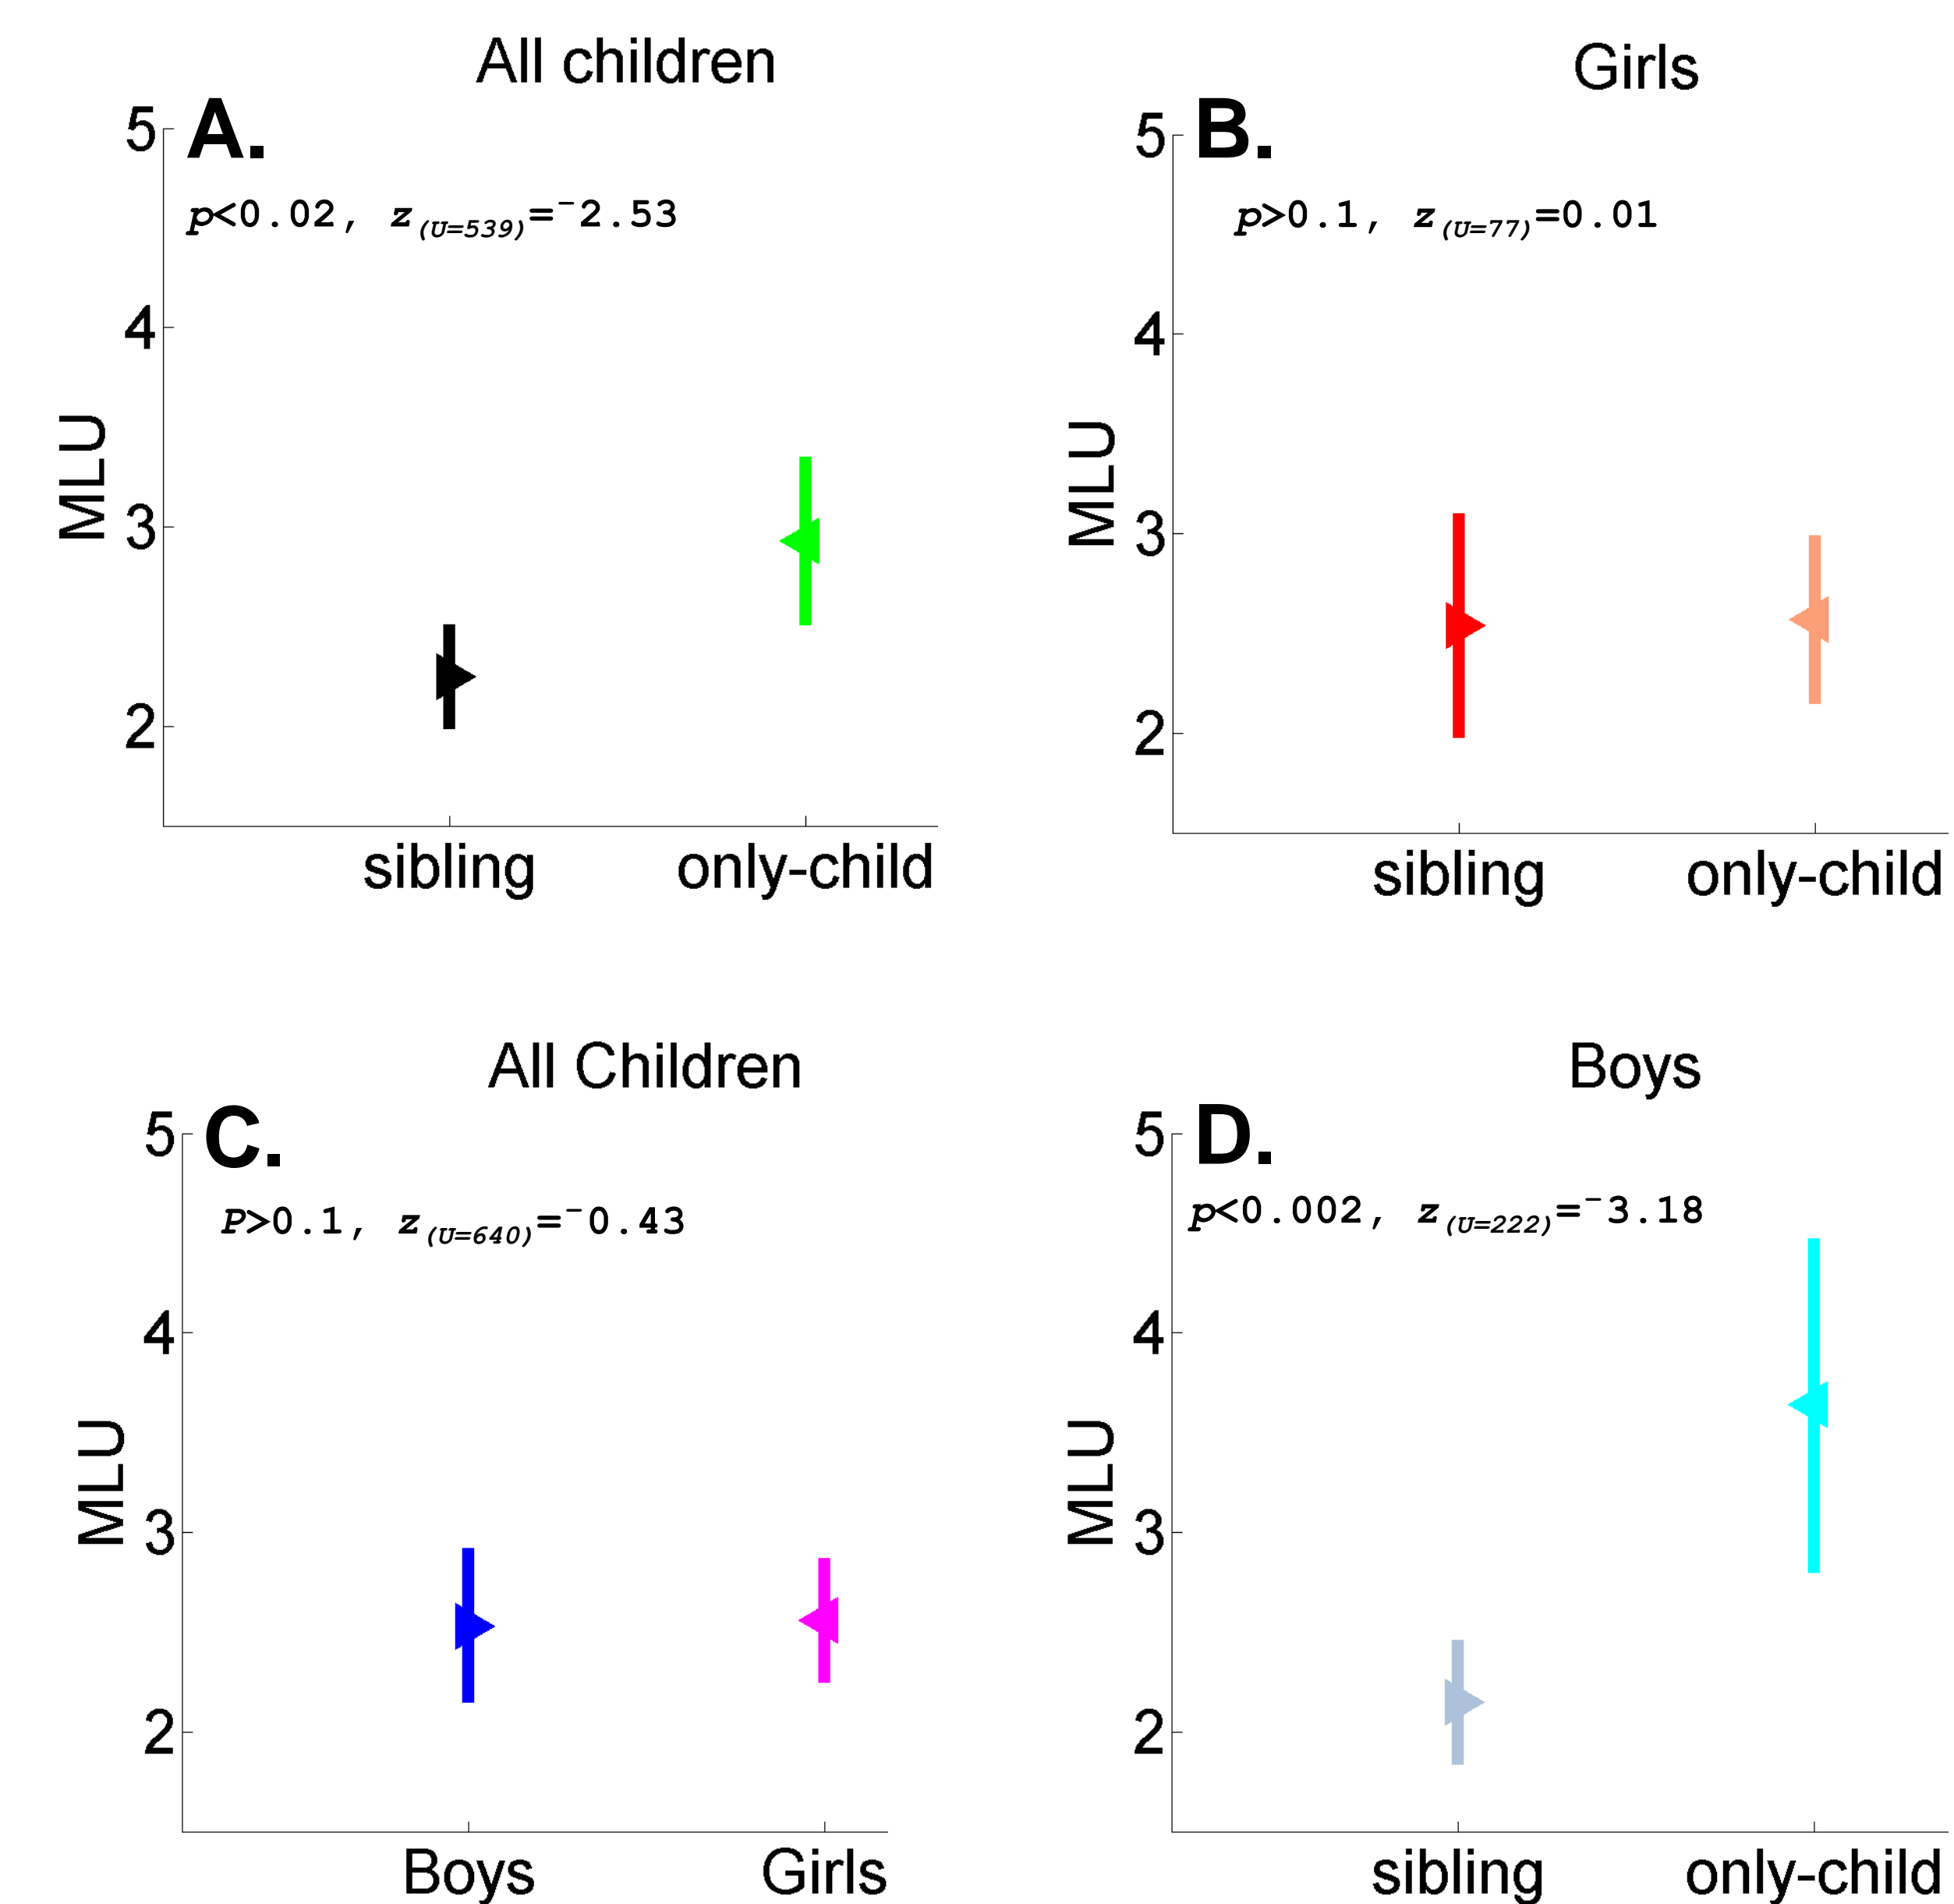 All children
A.
5
p<0.02, z(U=539)=-2.53
4
MLU
3
2
sibling only-child
Girls
B.
5
p>0.1, z(U=77)=0.01
4
MLU
3
2
sibling only-child
All Children
C.
5
P>0.1, z(U=640)=-0.43
4
MLU
3
2
Boys Girls
Boys
D.
5
p<0.002, z(U=222)=-3.18
4
MLU
3
2
sibling only-child